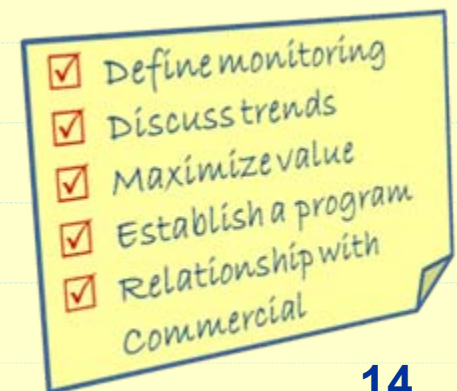 ☑ Define monitoring
☑ Discuss trends
☑ Maximize value
☑ Establish a program
☑ Relationship with
Commercial
14